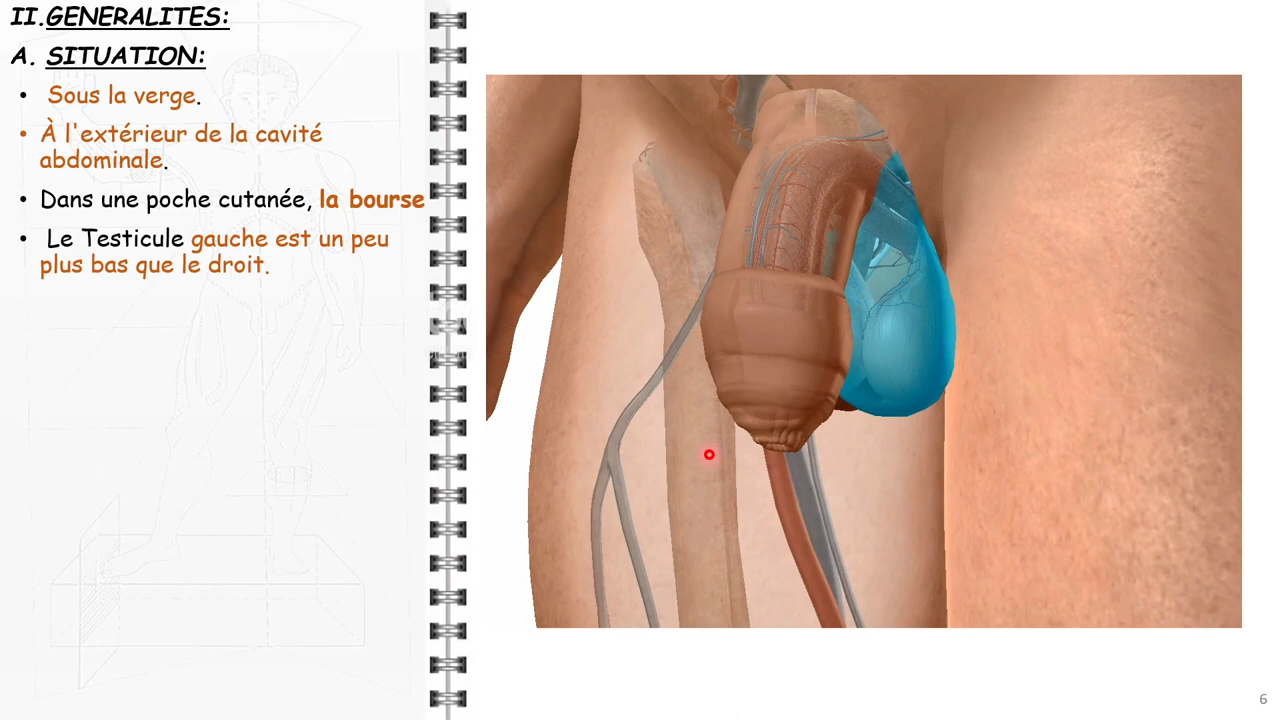 II.GENERALITES:
A. SITUATION:
• Sous la verge.
• À l'extérieur de la cavité
abdominale.
• Dans une poche cutanée, la bourse
• Le Testicule gauche est un peu
plus bas que le droit.
6